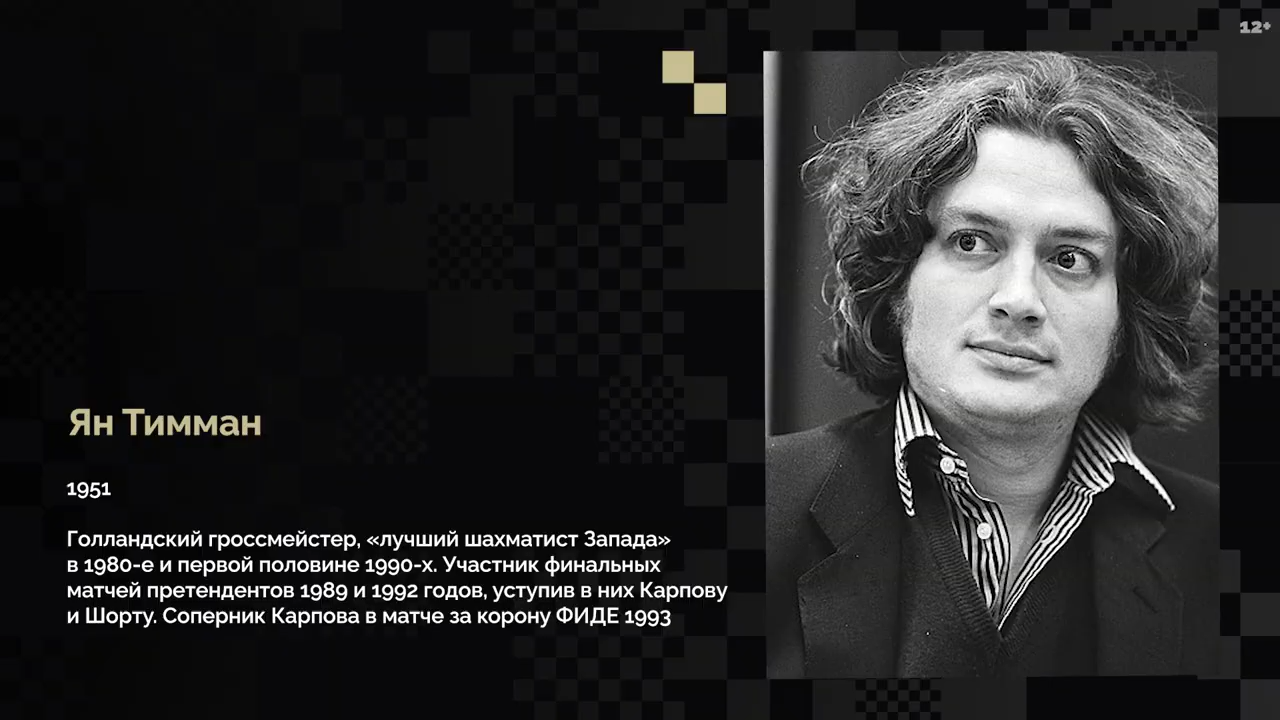 12+
Ян Тимман
1951
Голландский гроссмейстер, «лучший шахматист Запада»
в 1980-е и первой половине 1990-х. Участник финальных
матчей претендентов 1989 и 1992 годов, уступив в них Карпову
и Шорту. Соперник Карпова в матче за корону ФИДЕ 1993